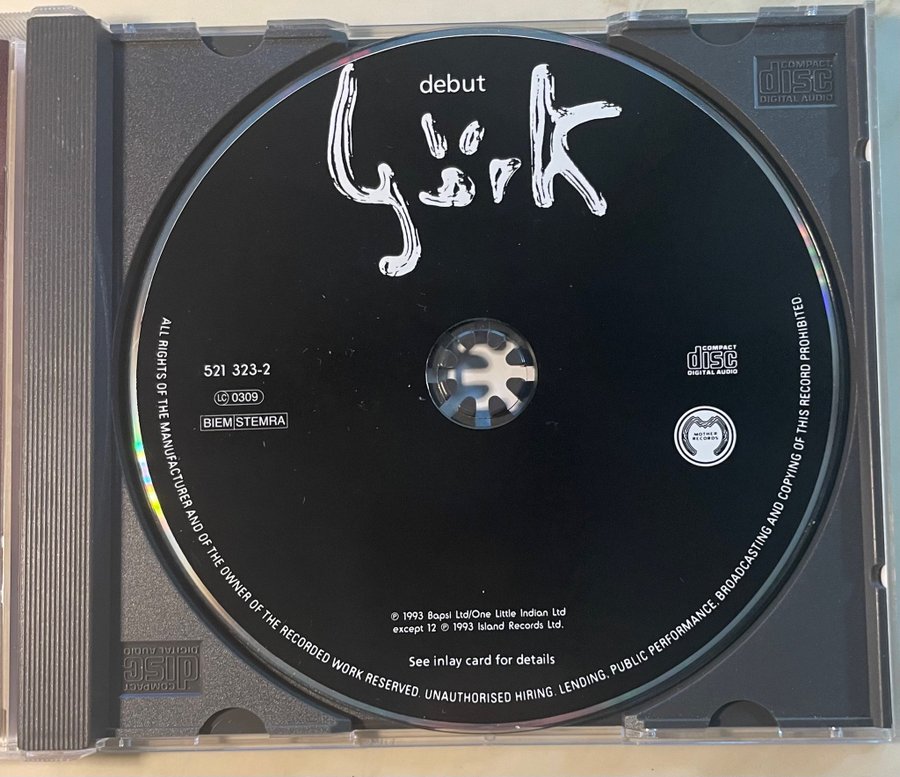 debut
björk
COMPACT
disc
DIGITAL AUDIO
521 323-2
LC 0309
BIEM STEMRA
COMPACT
disc
DIGITAL AUDIO
MOTHER
RECORDS
℗ 1993 Bapsi Ltd/One Little Indian Ltd
except 12 ℗ 1993 Island Records Ltd.
See inlay card for details
ALL RIGHTS OF THE MANUFACTURER AND OF THE OWNER OF THE RECORDED WORK RESERVED. UNAUTHORISED HIRING, LENDING, PUBLIC PERFORMANCE, BROADCASTING AND COPYING OF THIS RECORD PROHIBITED
COMPACT
disc
DIGITAL AUDIO